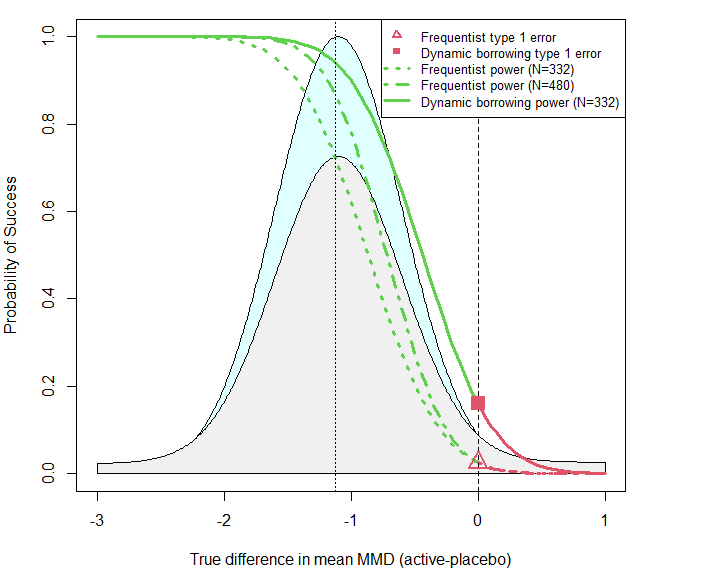 Frequentist type 1 error
Dynamic borrowing type 1 error
Frequentist power (N=332)
Frequentist power (N=480)
Dynamic borrowing power (N=332)
Probability of Success
1.0
0.8
0.6
0.4
0.2
0.0
-3 -2 -1 0 1
True difference in mean MMD (active-placebo)